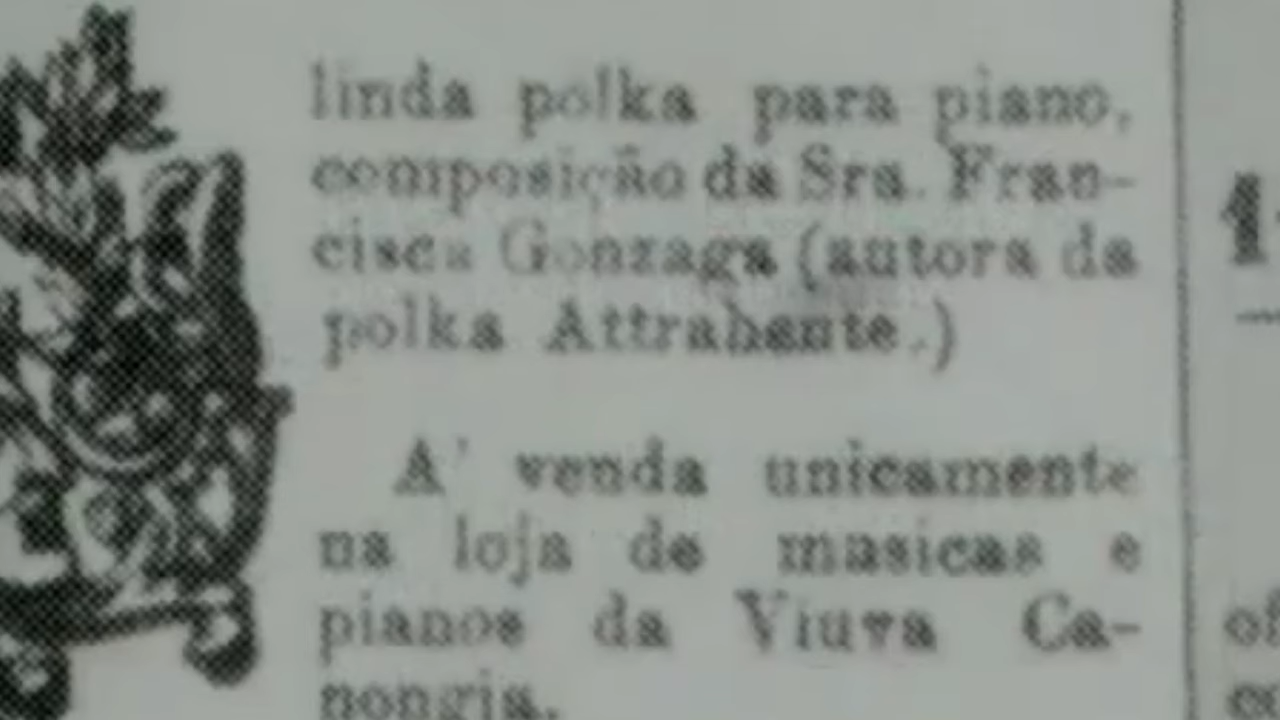 linda polka para piano,
composição da Sra. Fran-
cisca Gonzaga (autora da
polka Attrahente.)
A' venda unicamente
na loja de musicas e
pianos da Viuva Ca-
nongia.